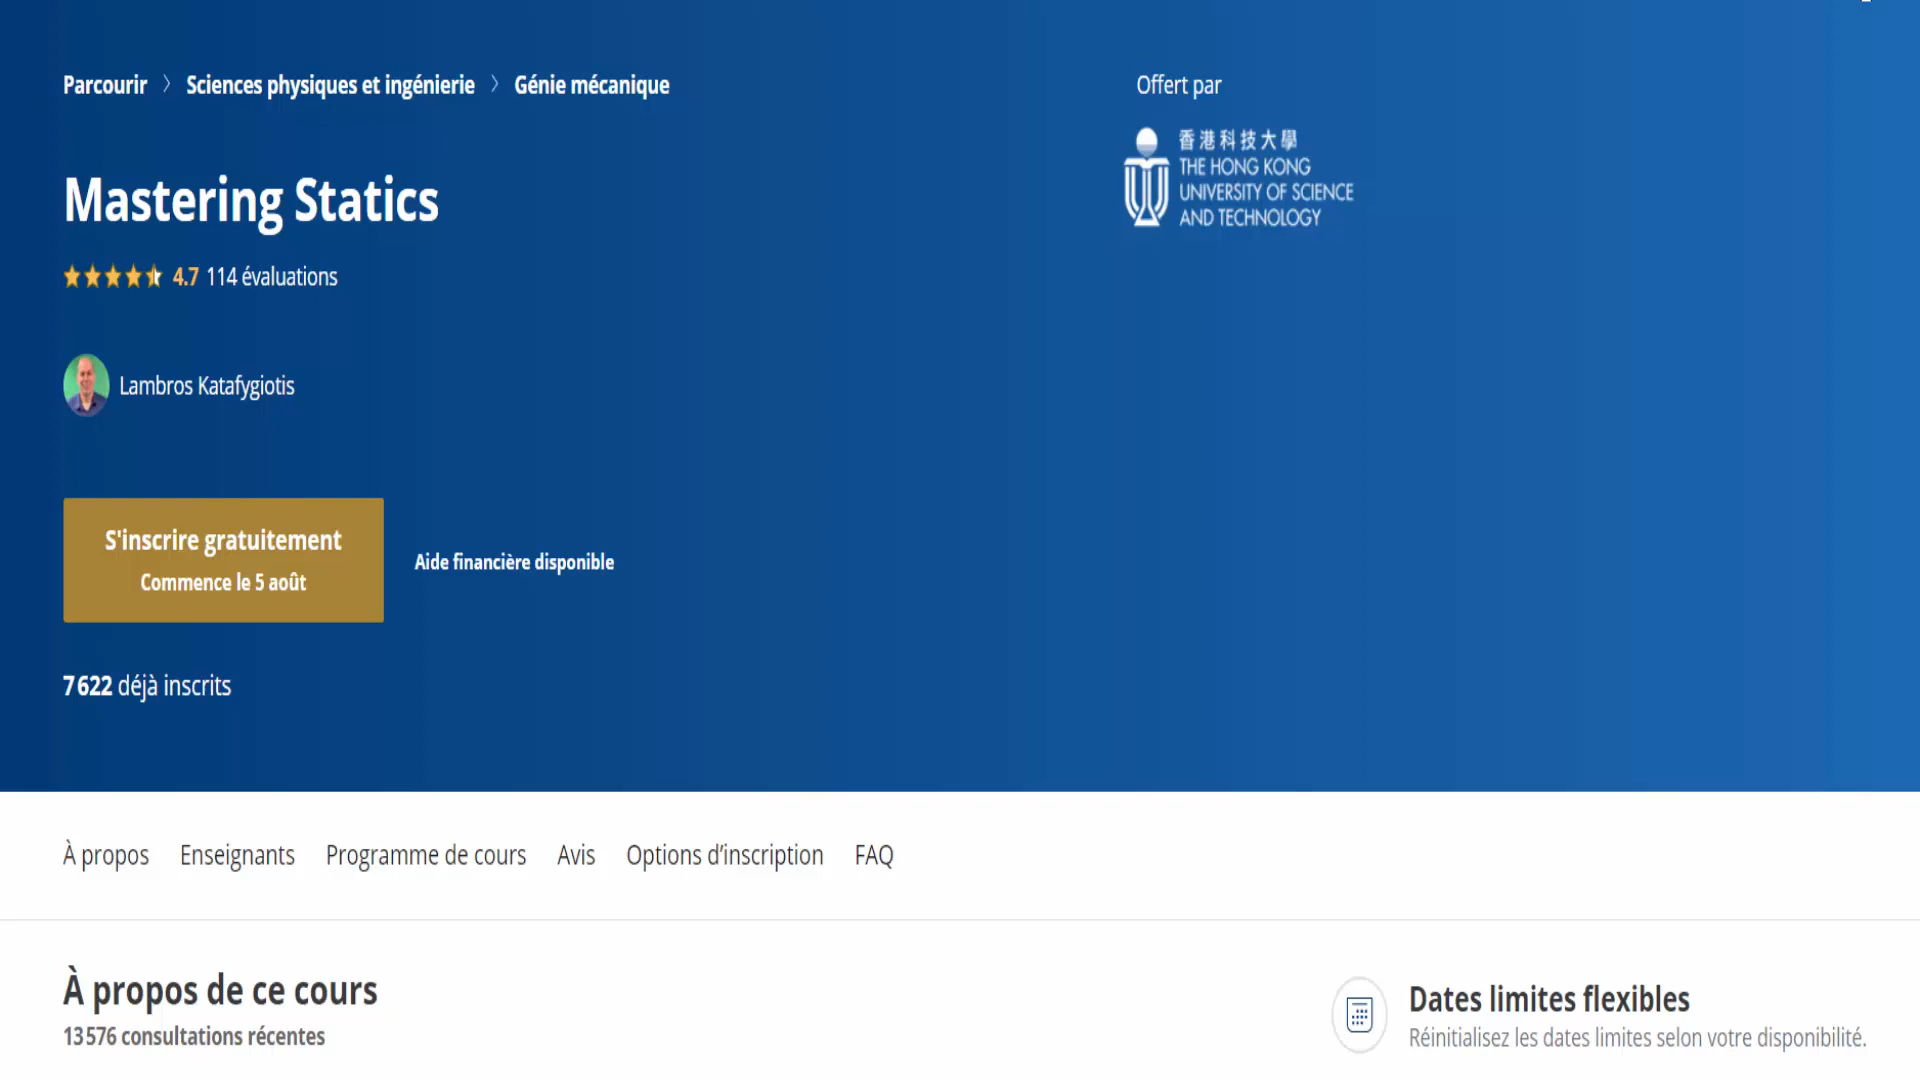 Parcourir > Sciences physiques et ingénierie > Génie mécanique
Offert par
香港科技大學
THE HONG KONG
UNIVERSITY OF SCIENCE
AND TECHNOLOGY
Mastering Statics
4.7 114 évaluations
Lambros Katafygiotis
S'inscrire gratuitement
Commence le 5 août
Aide financière disponible
7 622 déjà inscrits
À propos Enseignants Programme de cours Avis Options d’inscription FAQ
À propos de ce cours
13 576 consultations récentes
Dates limites flexibles
Réinitialisez les dates limites selon votre disponibilité.